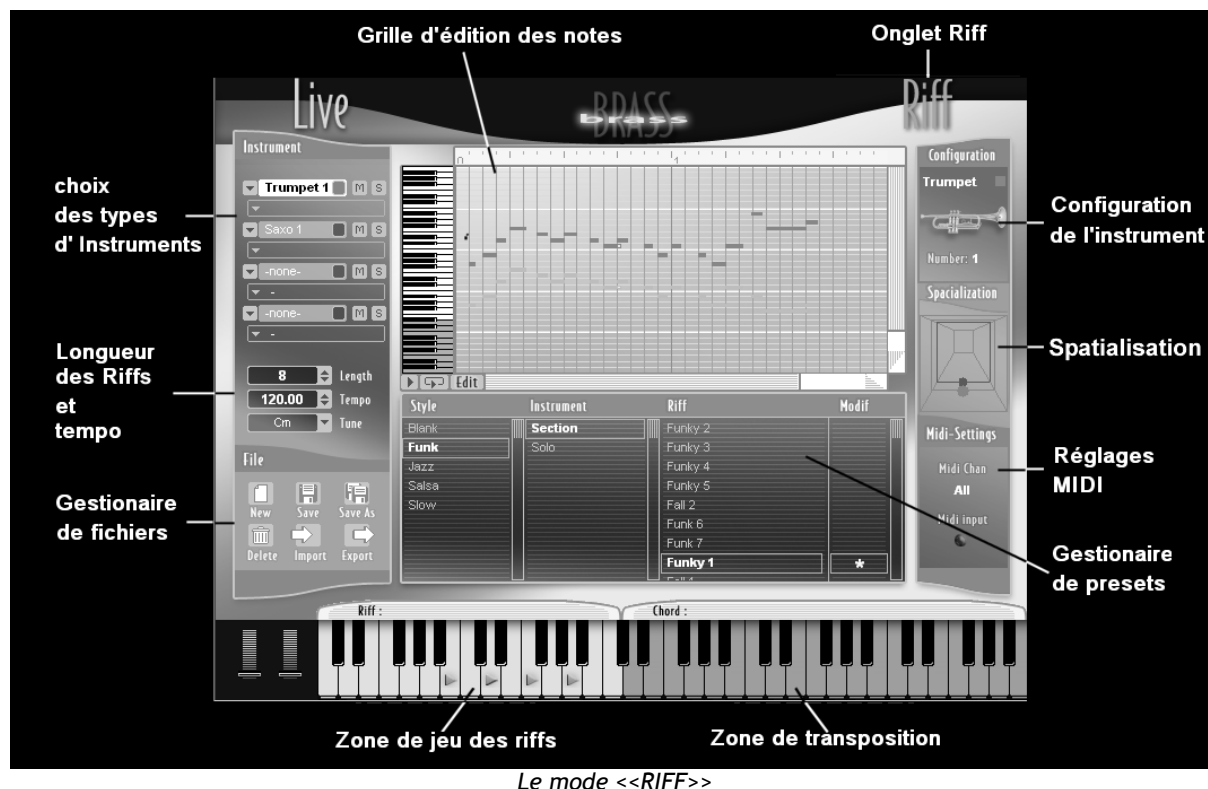 Grille d'édition des notes
Onglet Riff
Live
BRASS
brass
Riff
Instrument
Trumpet 1 M S
Saxo 1 M S
-none- M S
-
-none- M S
-
8 Length
120.00 Tempo
Cm Tune
File
New Save Save As
Delete Import Export
choix
des types
d' Instruments
Longueur
des Riffs
et
tempo
Gestionaire
de fichiers
0 1
Edit
Style Instrument Riff Modif
Blank Section Funky 2
Funk Solo Funky 3
Jazz Funky 4
Salsa Funky 5
Slow Fall 2
Funk 6
Funk 7
Funky 1 *
Configuration
Trumpet
Number: 1
Spacialization
Midi-Settings
Midi Chan
All
Midi input
Configuration
de l'instrument
Spatialisation
Réglages
MIDI
Gestionaire
de presets
Riff :
Chord :
Zone de jeu des riffs
Zone de transposition
Le mode <<RIFF>>